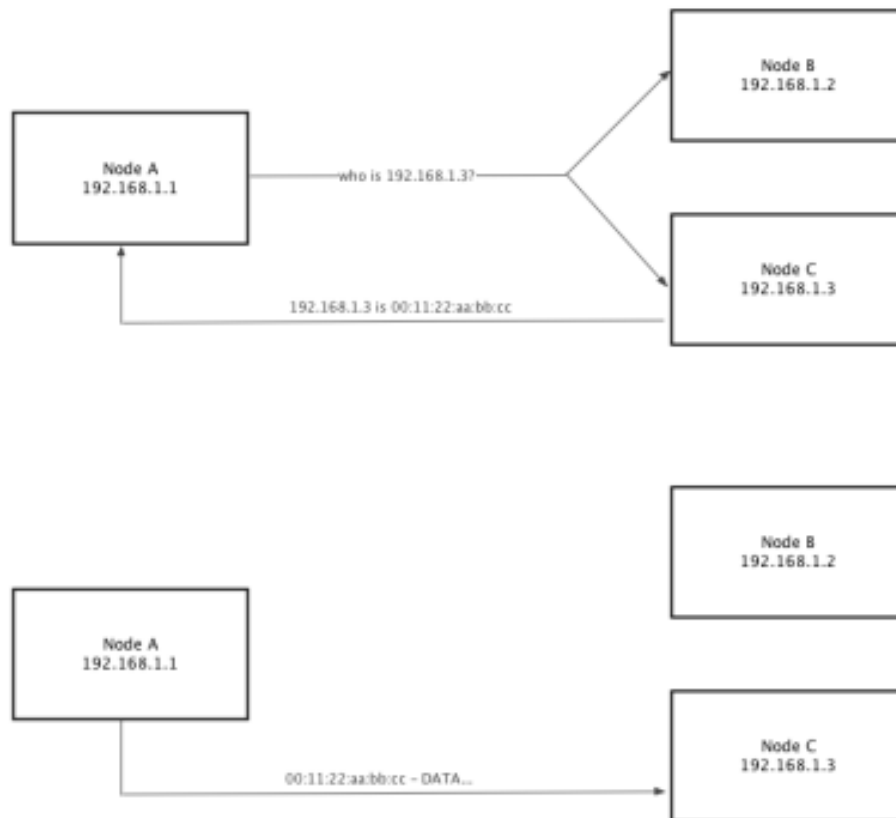 Node B
192.168.1.2
Node A
192.168.1.1
who is 192.168.1.3?
Node C
192.168.1.3
192.168.1.3 is 00:11:22:aa:bb:cc
Node B
192.168.1.2
Node A
192.168.1.1
Node C
192.168.1.3
00:11:22:aa:bb:cc - DATA...